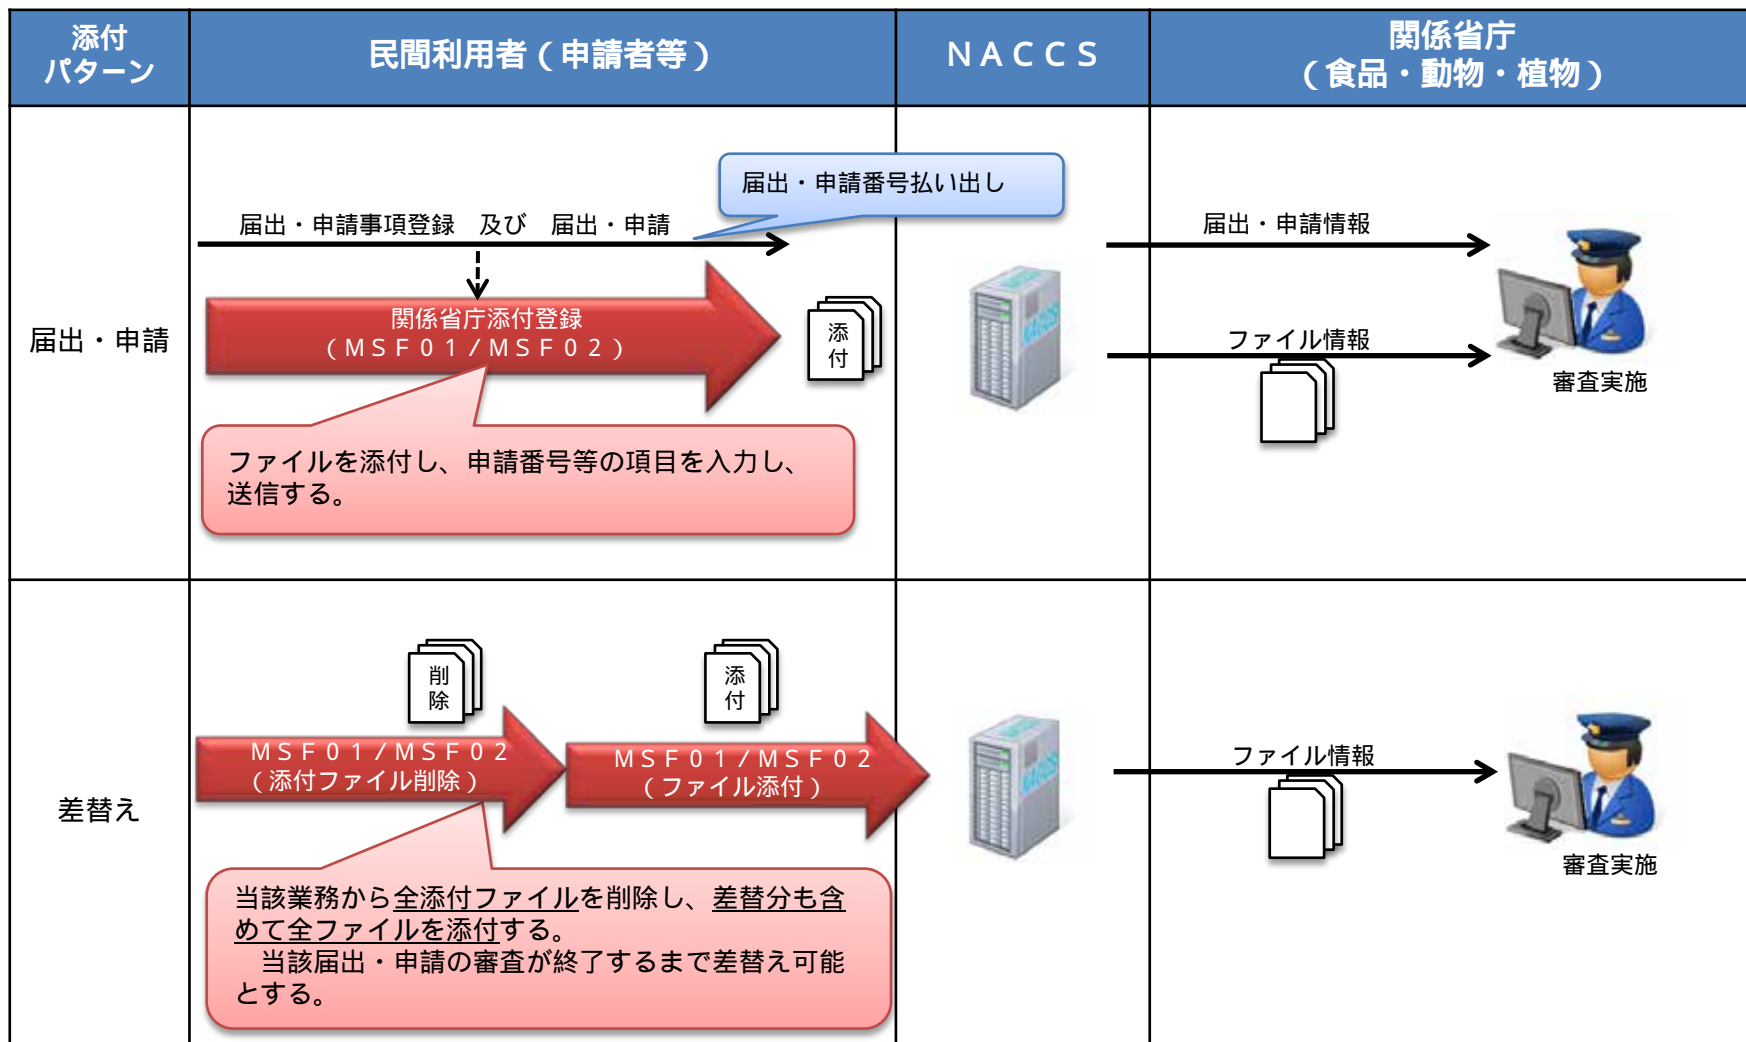 添付
パターン
民間利用者（申請者等）
ＮＡＣＣＳ
関係省庁
（食品・動物・植物）
届出・申請
届出・申請番号払い出し
届出・申請事項登録　及び　届出・申請
関係省庁添付登録
（ＭＳＦ０１／ＭＳＦ０２）
添
付
ファイルを添付し、申請番号等の項目を入力し、
送信する。
届出・申請情報
ファイル情報
審査実施
差替え
削
除
添
付
ＭＳＦ０１／ＭＳＦ０２
（添付ファイル削除）
ＭＳＦ０１／ＭＳＦ０２
（ファイル添付）
当該業務から全添付ファイルを削除し、差替分も含
めて全ファイルを添付する。
　当該届出・申請の審査が終了するまで差替え可能
とする。
ファイル情報
審査実施